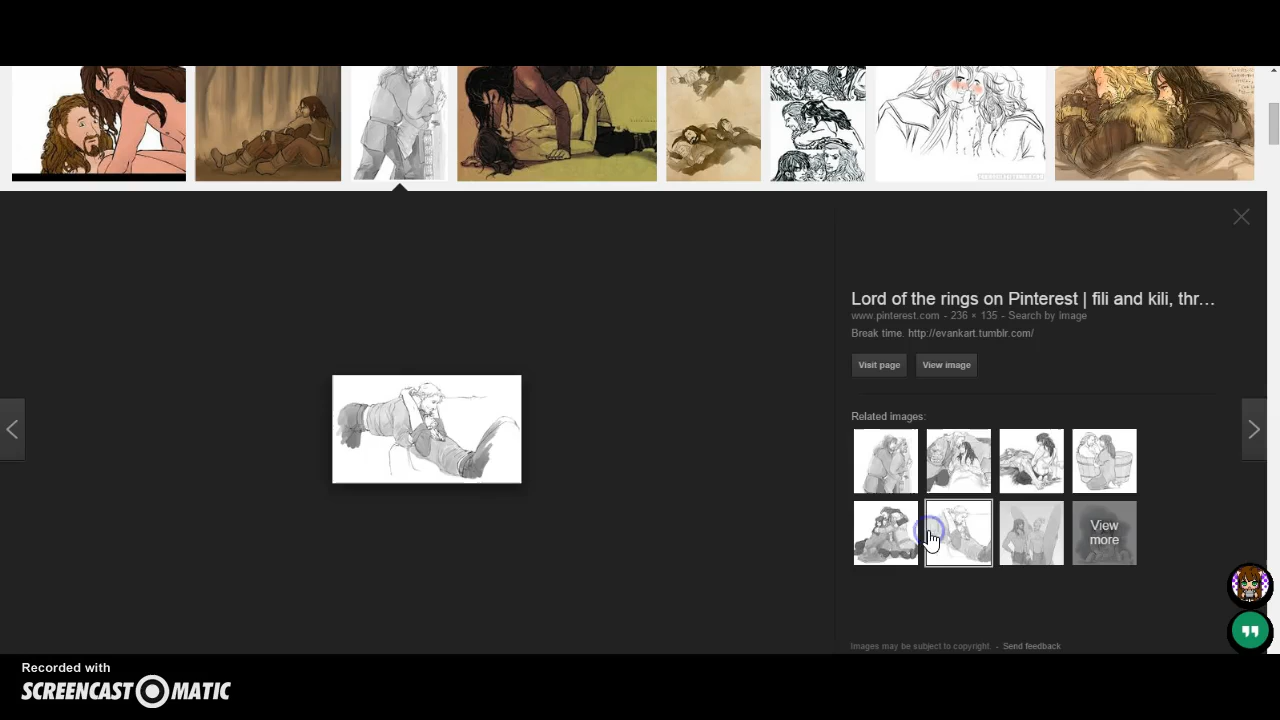 Lord of the rings on Pinterest | fili and kili, thr…
www.pinterest.com - 236 × 135 - Search by image
Break time. http://evankart.tumblr.com/
Visit page
View image
Related images:
View
more
Images may be subject to copyright. - Send feedback
Recorded with
SCREENCAST MATIC